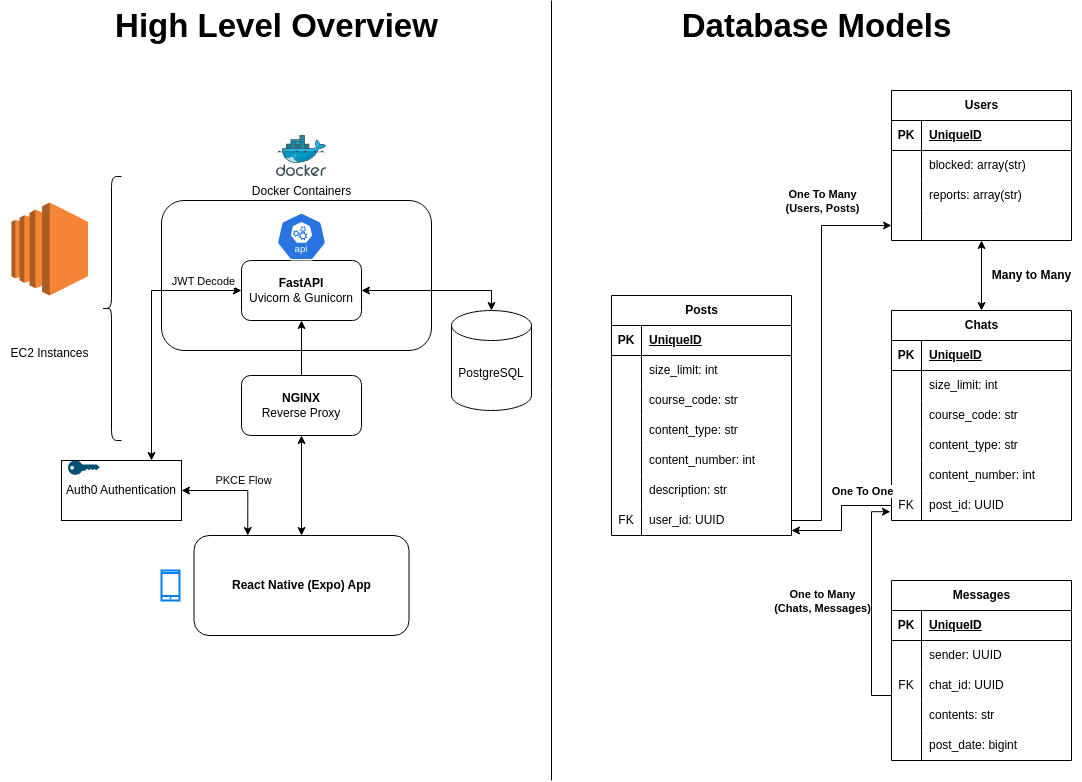 High Level Overview
docker
Docker Containers
api
FastAPI
Uvicorn & Gunicorn
JWT Decode
EC2 Instances
PostgreSQL
NGINX
Reverse Proxy
Auth0 Authentication
PKCE Flow
React Native (Expo) App
Database Models
Users
PK UniqueID
blocked: array(str)
reports: array(str)
One To Many
(Users, Posts)
Many to Many
Posts
PK UniqueID
size_limit: int
course_code: str
content_type: str
content_number: int
description: str
FK user_id: UUID
Chats
PK UniqueID
size_limit: int
course_code: str
content_type: str
content_number: int
FK post_id: UUID
One To One
One to Many
(Chats, Messages)
Messages
PK UniqueID
sender: UUID
FK chat_id: UUID
contents: str
post_date: bigint